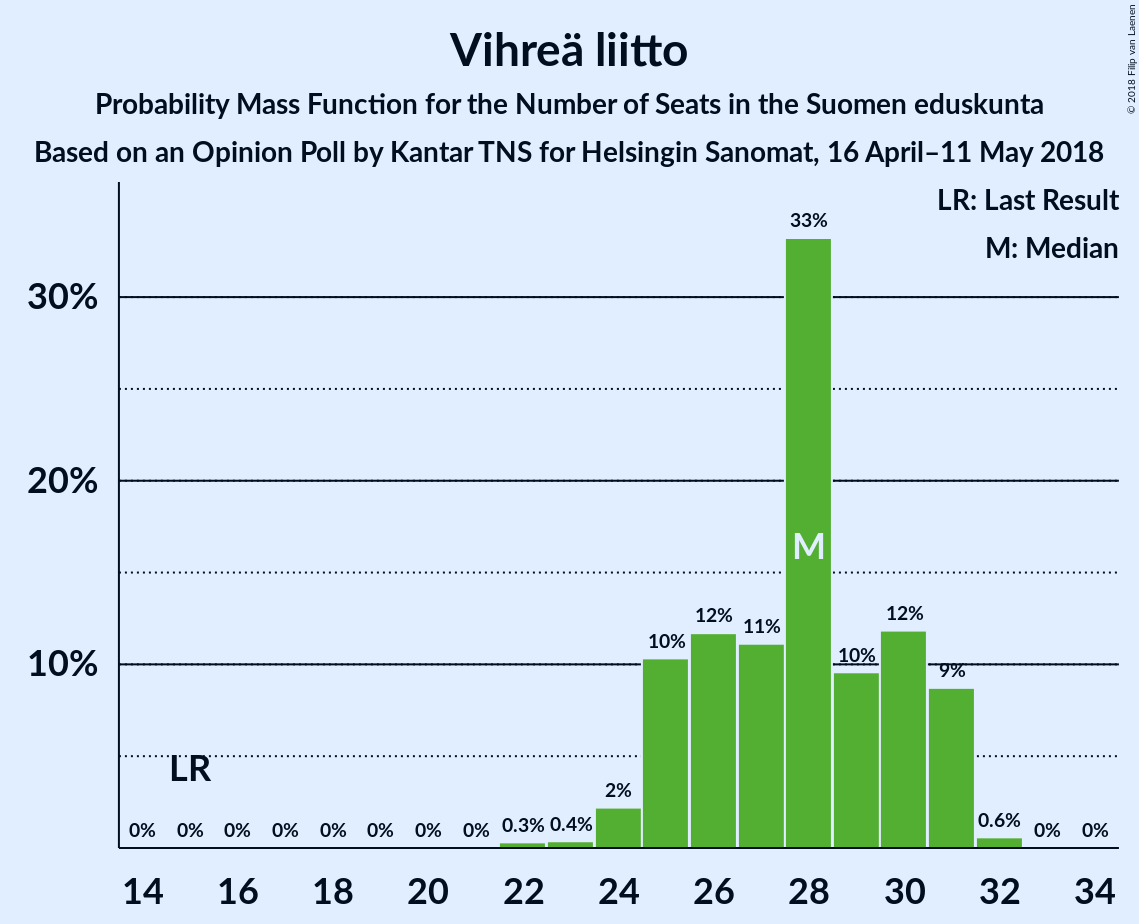 Vihreä liitto
Probability Mass Function for the Number of Seats in the Suomen eduskunta
Based on an Opinion Poll by Kantar TNS for Helsingin Sanomat, 16 April–11 May 2018
© 2018 Filip van Laenen
LR: Last Result
M: Median
30%
20%
10%
LR
M
0% 0% 0% 0% 0% 0% 0% 0% 0.3% 0.4% 2% 10% 12% 11% 33% 10% 12% 9% 0.6% 0% 0%
14 16 18 20 22 24 26 28 30 32 34